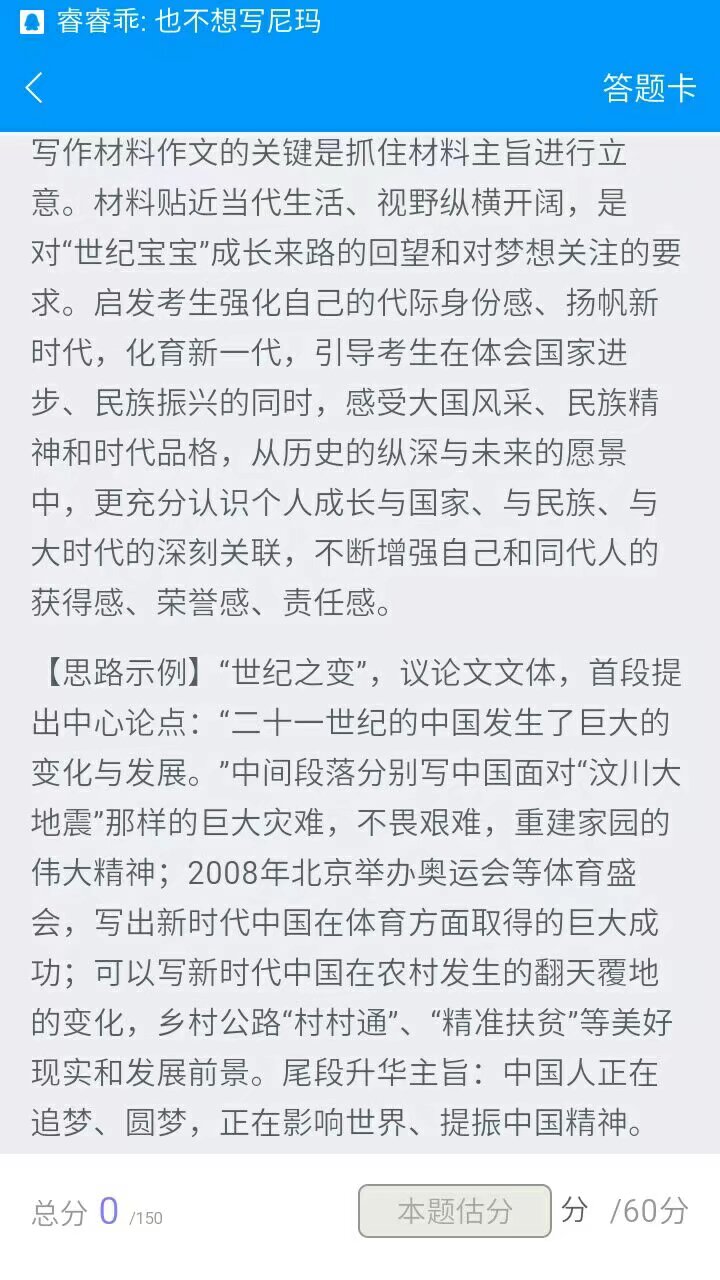 睿睿乖: 也不想写尼玛
答题卡
写作材料作文的关键是抓住材料主旨进行立
意。材料贴近当代生活、视野纵横开阔，是
对“世纪宝宝”成长来路的回望和对梦想关注的要
求。启发考生强化自己的代际身份感、扬帆新
时代，化育新一代，引导考生在体会国家进
步、民族振兴的同时，感受大国风采、民族精
神和时代品格，从历史的纵深与未来的愿景
中，更充分认识个人成长与国家、与民族、与
大时代的深刻关联，不断增强自己和同代人的
获得感、荣誉感、责任感。
【思路示例】“世纪之变”，议论文文体，首段提
出中心论点：“二十一世纪的中国发生了巨大的
变化与发展。”中间段落分别写中国面对“汶川大
地震”那样的巨大灾难，不畏艰难，重建家园的
伟大精神；2008年北京举办奥运会等体育盛
会，写出新时代中国在体育方面取得的巨大成
功；可以写新时代中国在农村发生的翻天覆地
的变化，乡村公路“村村通”、“精准扶贫”等美好
现实和发展前景。尾段升华主旨：中国人正在
追梦、圆梦，正在影响世界、提振中国精神。
总分 0 /150 本题估分 分 /60分